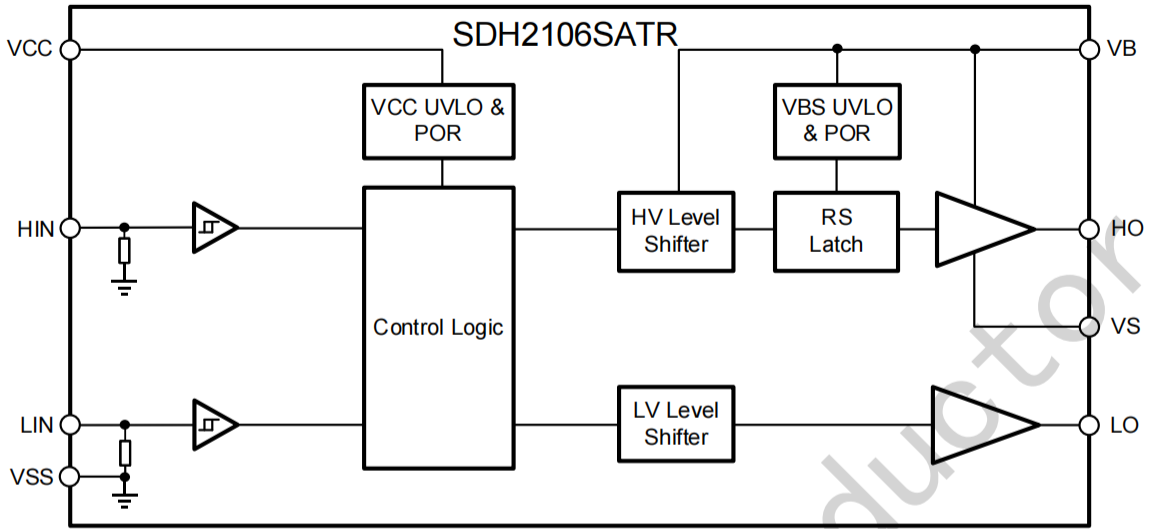 SDH2106SATR
VCC
VB
VCC UVLO &
POR
VBS UVLO
& POR
HIN
HV Level
Shifter
RS
Latch
HO
Control Logic
VS
LIN
LV Level
Shifter
LO
VSS
ductor